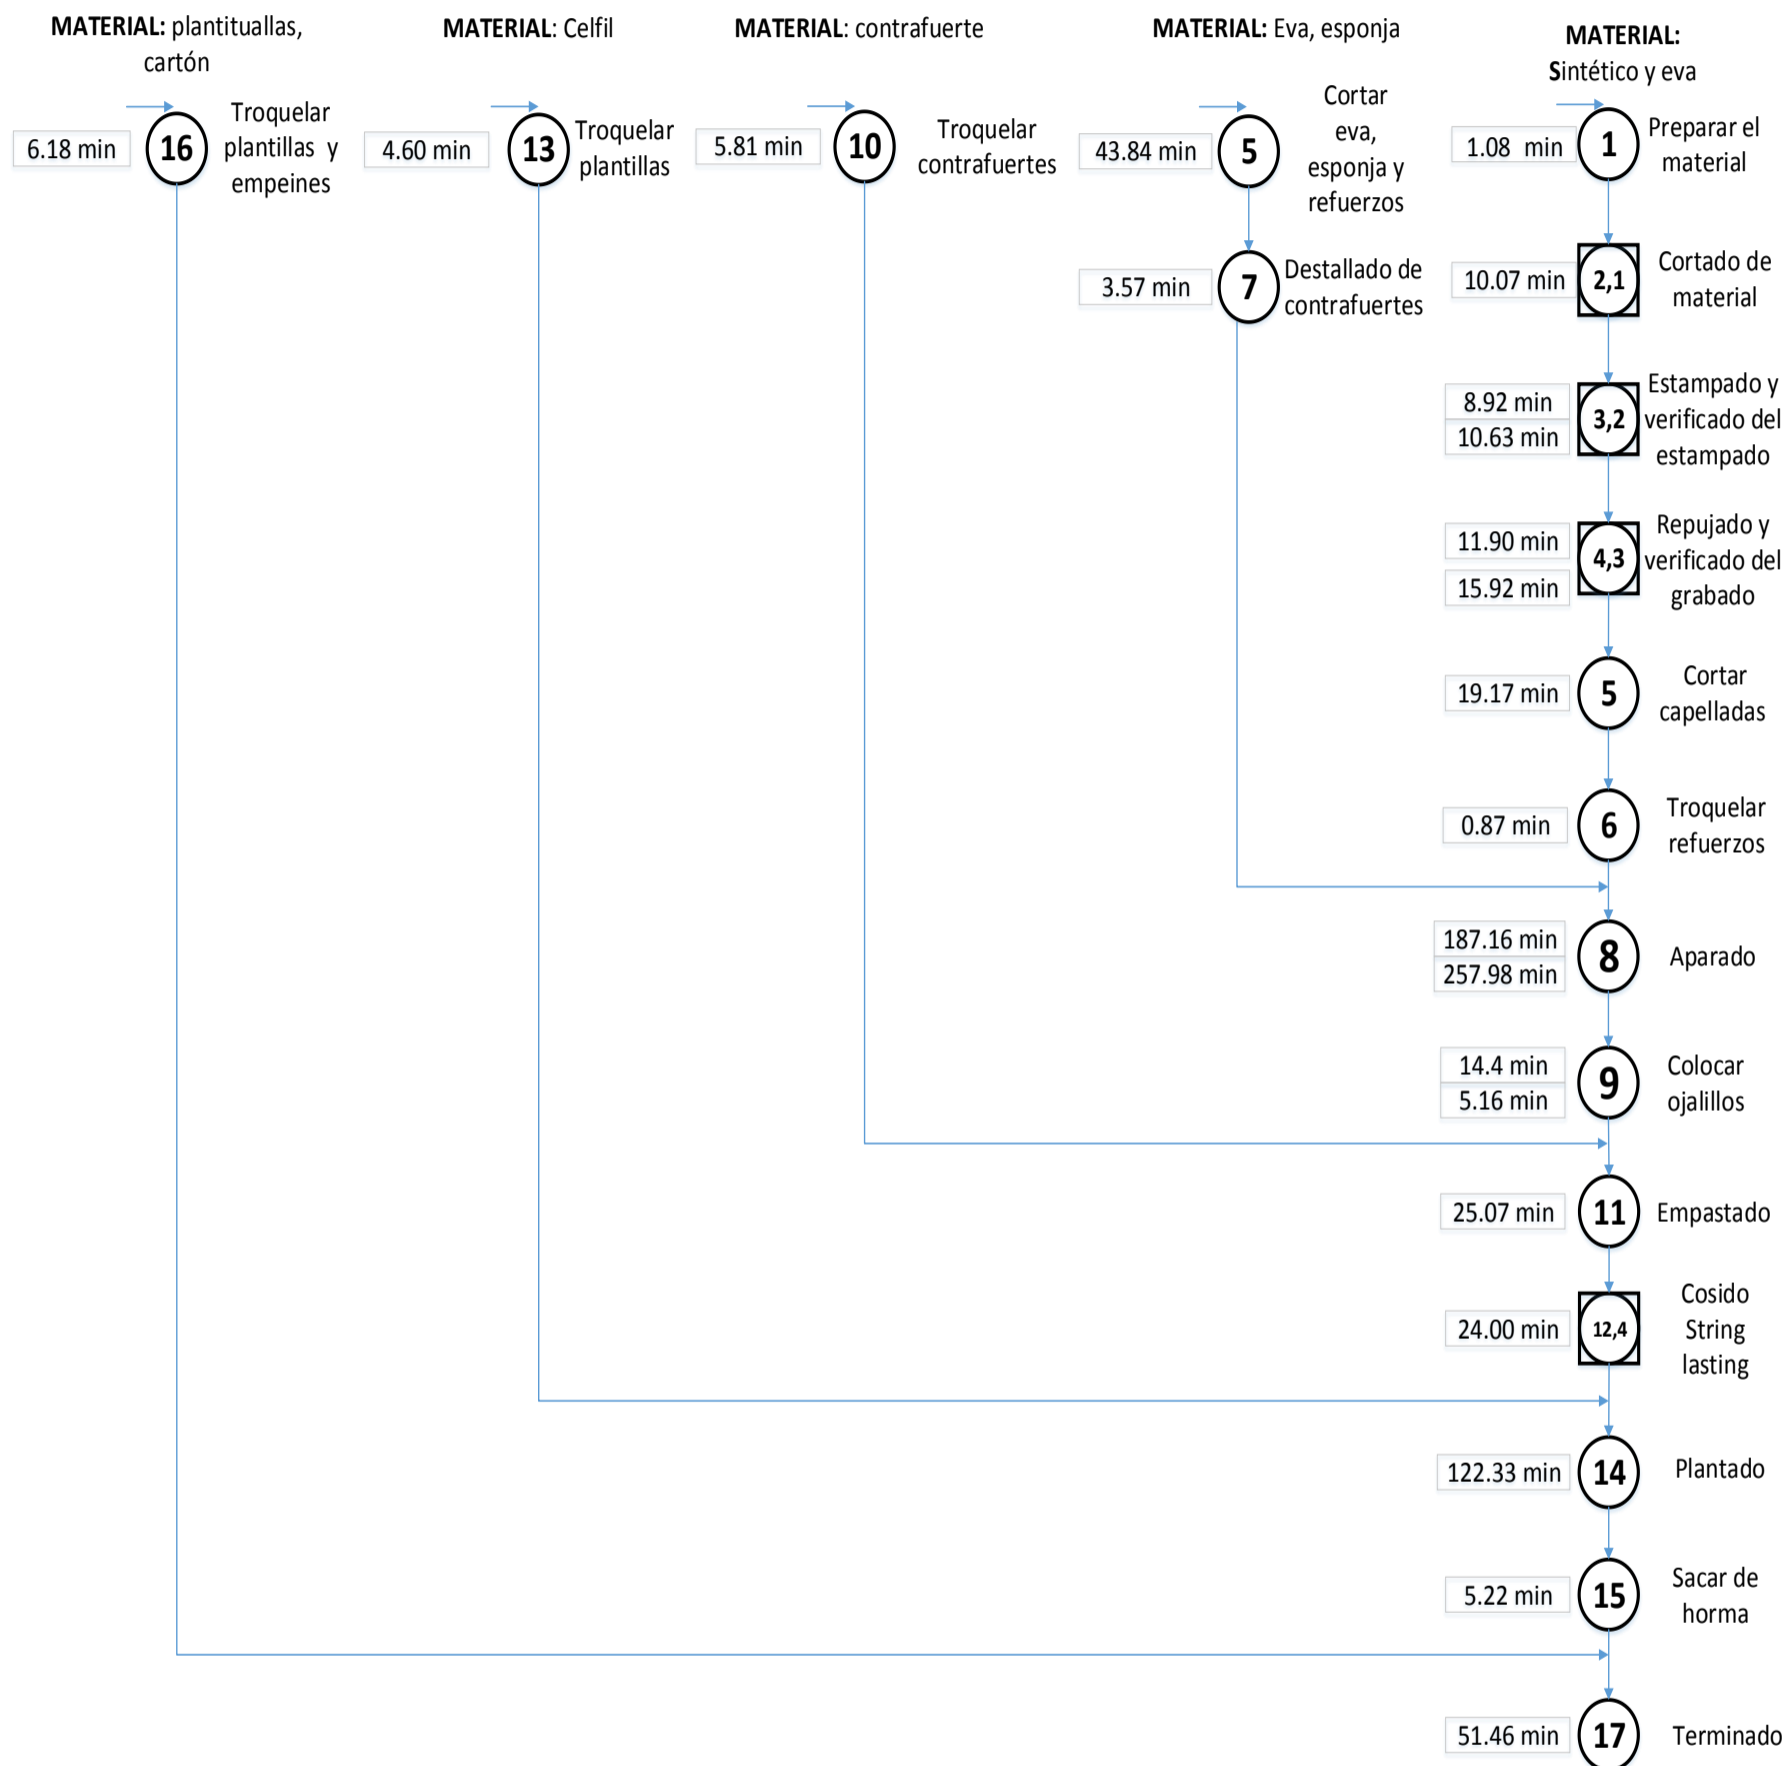 MATERIAL: plantituallas,
cartón
6.18 min
16
Troquelar
plantillas y
empeines
MATERIAL: Celfil
4.60 min
13
Troquelar
plantillas
MATERIAL: contrafuerte
5.81 min
10
Troquelar
contrafuertes
MATERIAL: Eva, esponja
43.84 min
5
Cortar
eva,
esponja y
refuerzos
3.57 min
7
Destallado de
contrafuertes
MATERIAL:
Sintético y eva
1.08 min
1
Preparar el
material
10.07 min
2,1
Cortado de
material
8.92 min
10.63 min
3,2
Estampado y
verificado del
estampado
11.90 min
15.92 min
4,3
Repujado y
verificado del
grabado
19.17 min
5
Cortar
capelladas
0.87 min
6
Troquelar
refuerzos
187.16 min
257.98 min
8
Aparado
14.4 min
5.16 min
9
Colocar
ojalillos
25.07 min
11
Empastado
24.00 min
12,4
Cosido
String
lasting
122.33 min
14
Plantado
5.22 min
15
Sacar de
horma
51.46 min
17
Terminado